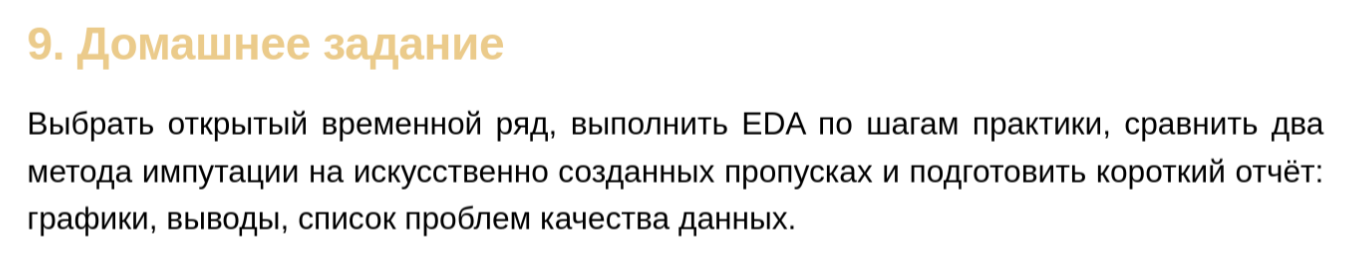 9. Домашнее задание
Выбрать открытый временной ряд, выполнить EDA по шагам практики, сравнить два
метода импутации на искусственно созданных пропусках и подготовить короткий отчёт:
графики, выводы, список проблем качества данных.